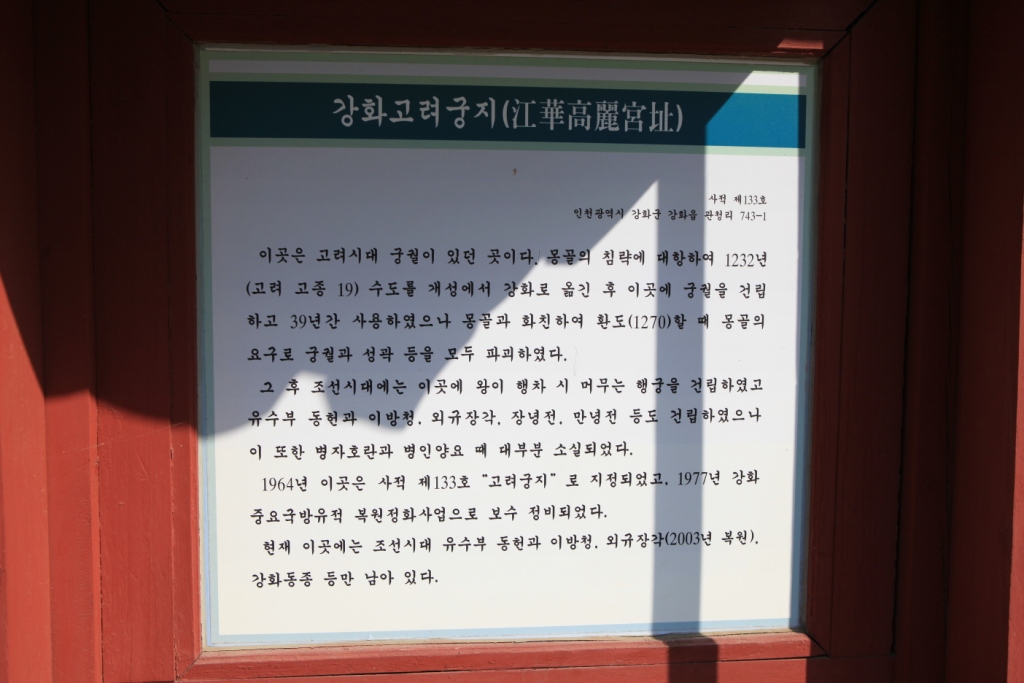 강화고려궁지(江華高麗宮址)
사적 제133호
인천광역시 강화군 강화읍 관청리 743-1
이곳은 고려시대 궁궐이 있던 곳이다. 몽골의 침략에 대항하여 1232년
(고려 고종 19) 수도를 개성에서 강화로 옮긴 후 이곳에 궁궐을 건립
하고 39년간 사용하였으나 몽골과 화친하여 환도(1270)할 때 몽골의
요구로 궁궐과 성곽 등을 모두 파괴하였다.
그 후 조선시대에는 이곳에 왕이 행차 시 머무는 행궁을 건립하였고
유수부 동헌과 이방청, 외규장각, 장녕전, 만녕전 등도 건립하였으나
이 또한 병자호란과 병인양요 때 대부분 소실되었다.
1964년 이곳은 사적 제133호 "고려궁지" 로 지정되었고, 1977년 강화
중요국방유적 복원정화사업으로 보수 정비되었다.
현재 이곳에는 조선시대 유수부 동헌과 이방청, 외규장각(2003년 복원),
강화동종 등만 남아 있다.